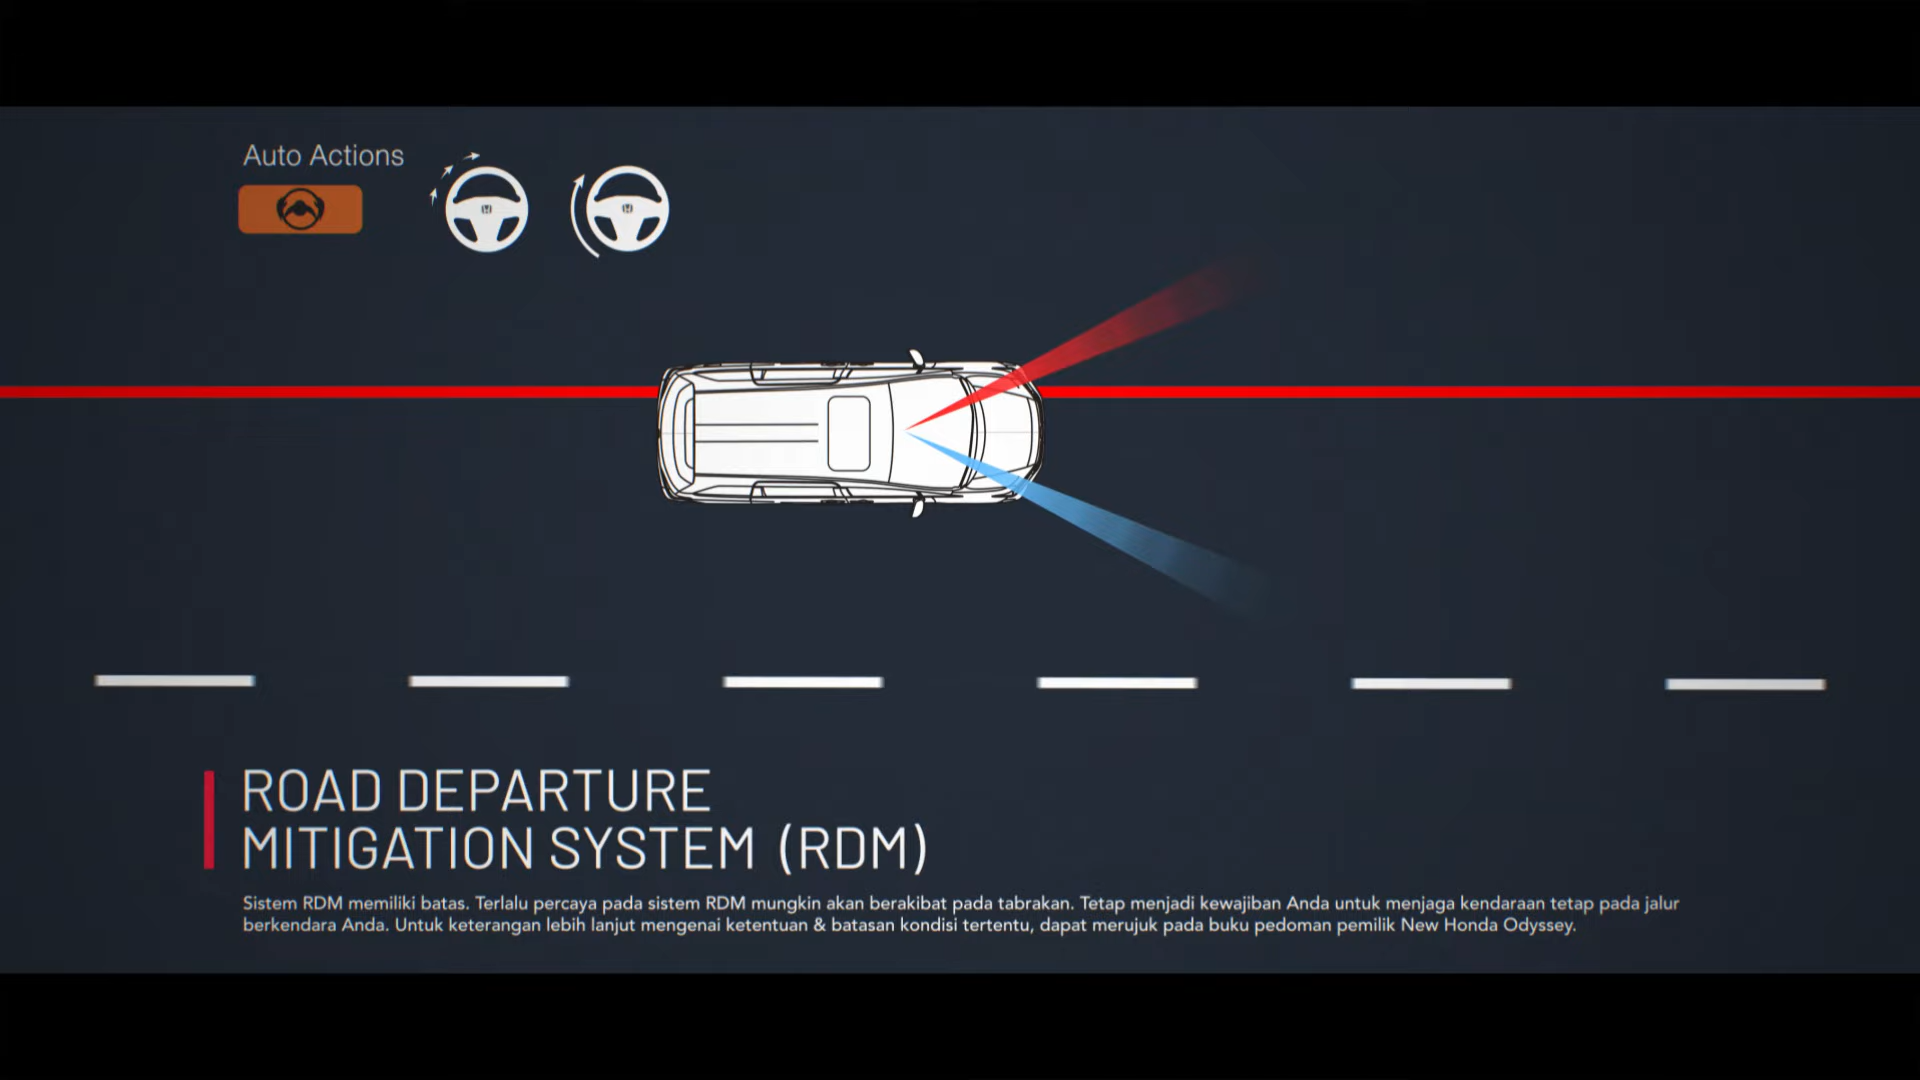 Auto Actions
ROAD DEPARTURE
MITIGATION SYSTEM (RDM)
Sistem RDM memiliki batas. Terlalu percaya pada sistem RDM mungkin akan berakibat pada tabrakan. Tetap menjadi kewajiban Anda untuk menjaga kendaraan tetap pada jalur
berkendara Anda. Untuk keterangan lebih lanjut mengenai ketentuan & batasan kondisi tertentu, dapat merujuk pada buku pedoman pemilik New Honda Odyssey.